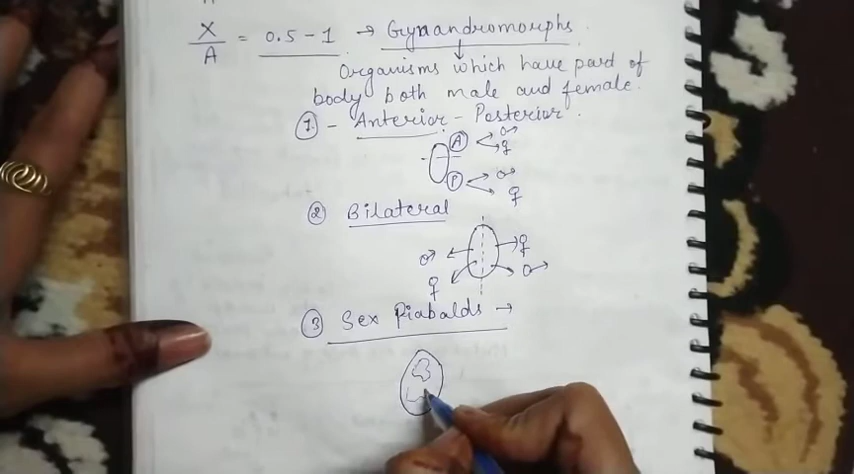 X/A = 0.5 - 1 → Gynandromorphs.
Organisms which have part of
body both male and female.
① - Anterior - Posterior.
A ♂ ♀
P ♂ ♀
② Bilateral
♂ ♀
♀ ♂
③ Sex Piabalds →